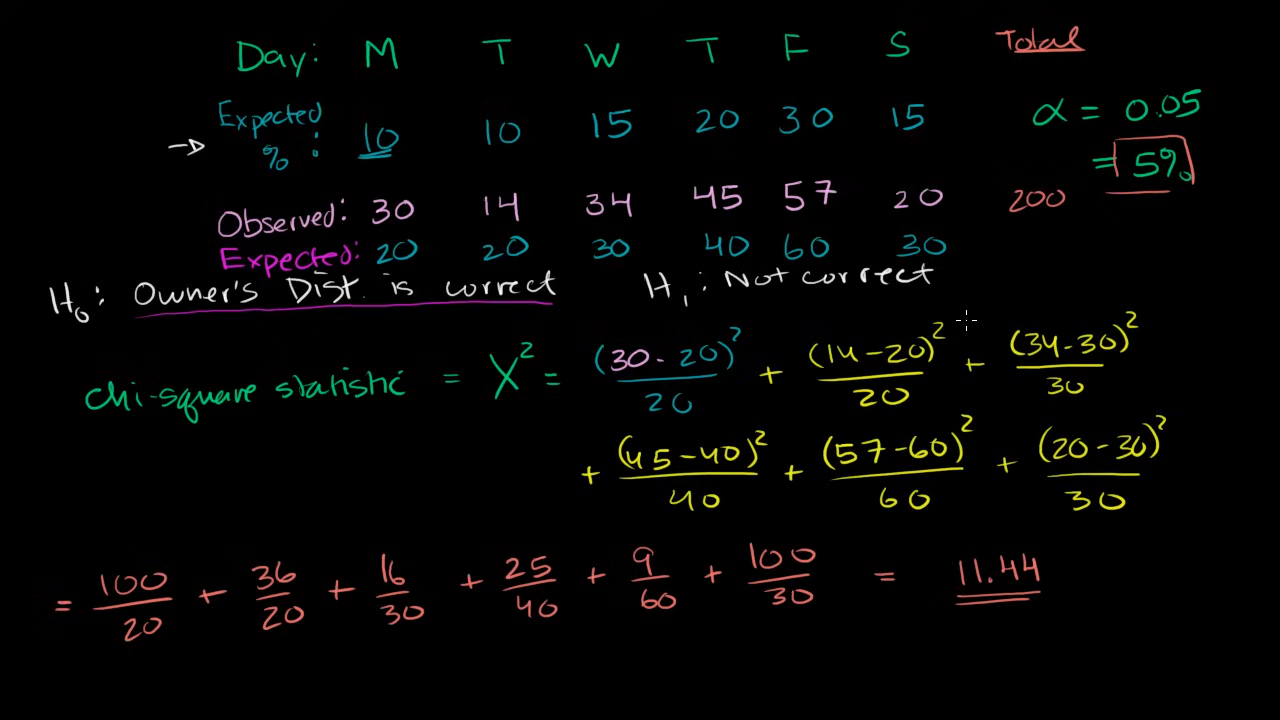 Day: M T W T F S Total
Expected %: 10 10 15 20 30 15
α = 0.05
= 5%
Observed: 30 14 34 45 57 20 200
Expected: 20 20 30 40 60 30
H₀: Owner's Dist. is correct H₁: Not correct
chi-square statistic = X² = (30-20)²/20 + (14-20)²/20 + (34-30)²/30
+ (45-40)²/40 + (57-60)²/60 + (20-30)²/30
= 100/20 + 36/20 + 16/30 + 25/40 + 9/60 + 100/30 = 11.44